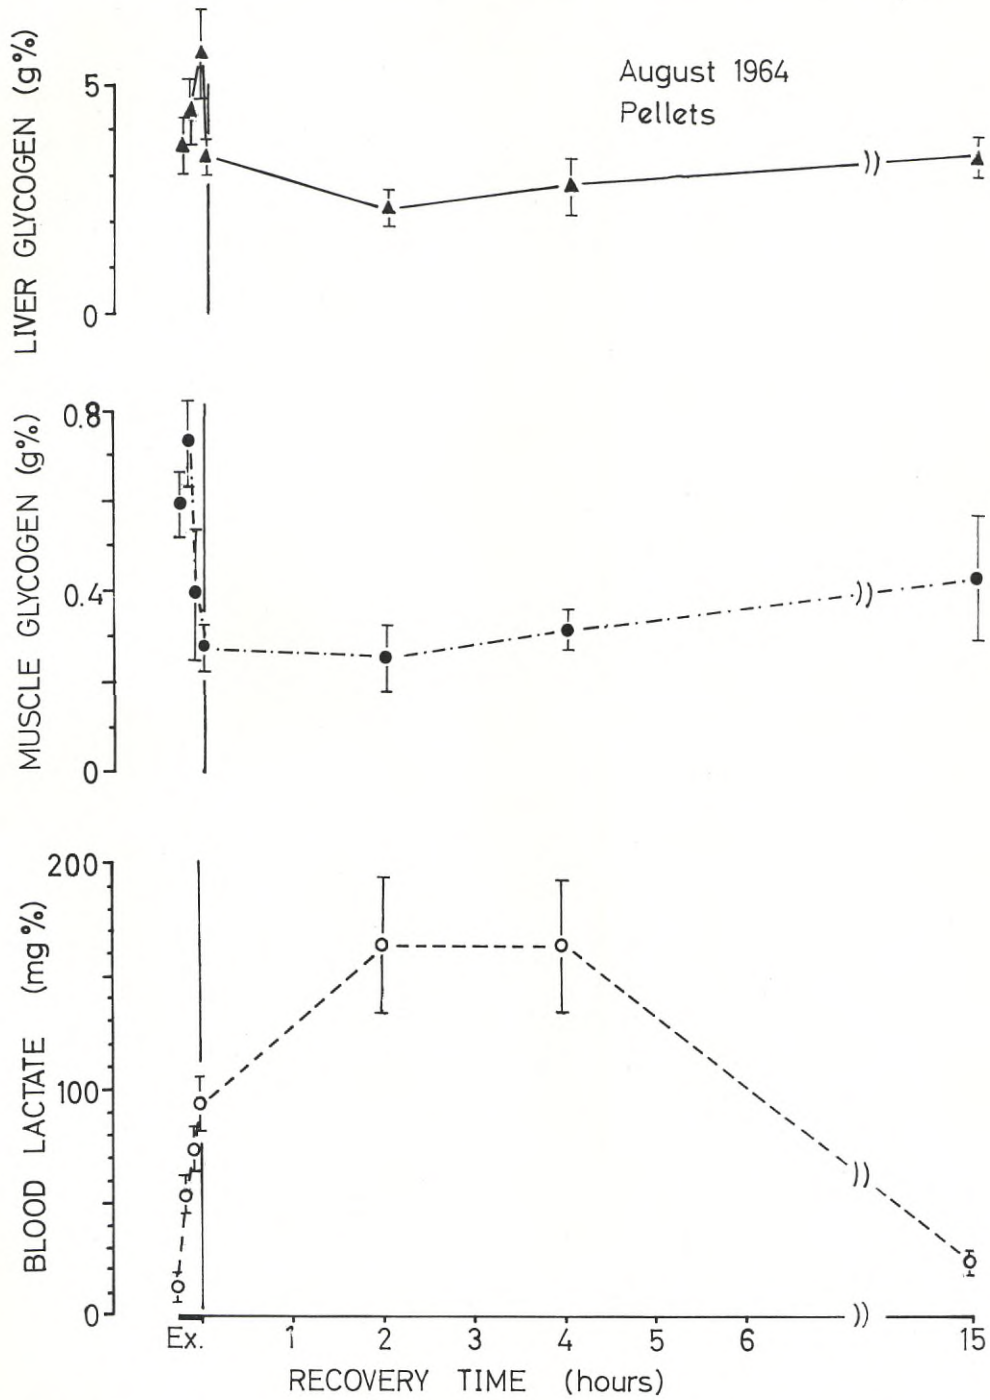 August 1964
Pellets
LIVER GLYCOGEN (g%)
5
0
MUSCLE GLYCOGEN (g%)
0.8
0.4
0
BLOOD LACTATE (mg%)
200
100
0
Ex. 1 2 3 4 5 6 15
RECOVERY TIME (hours)